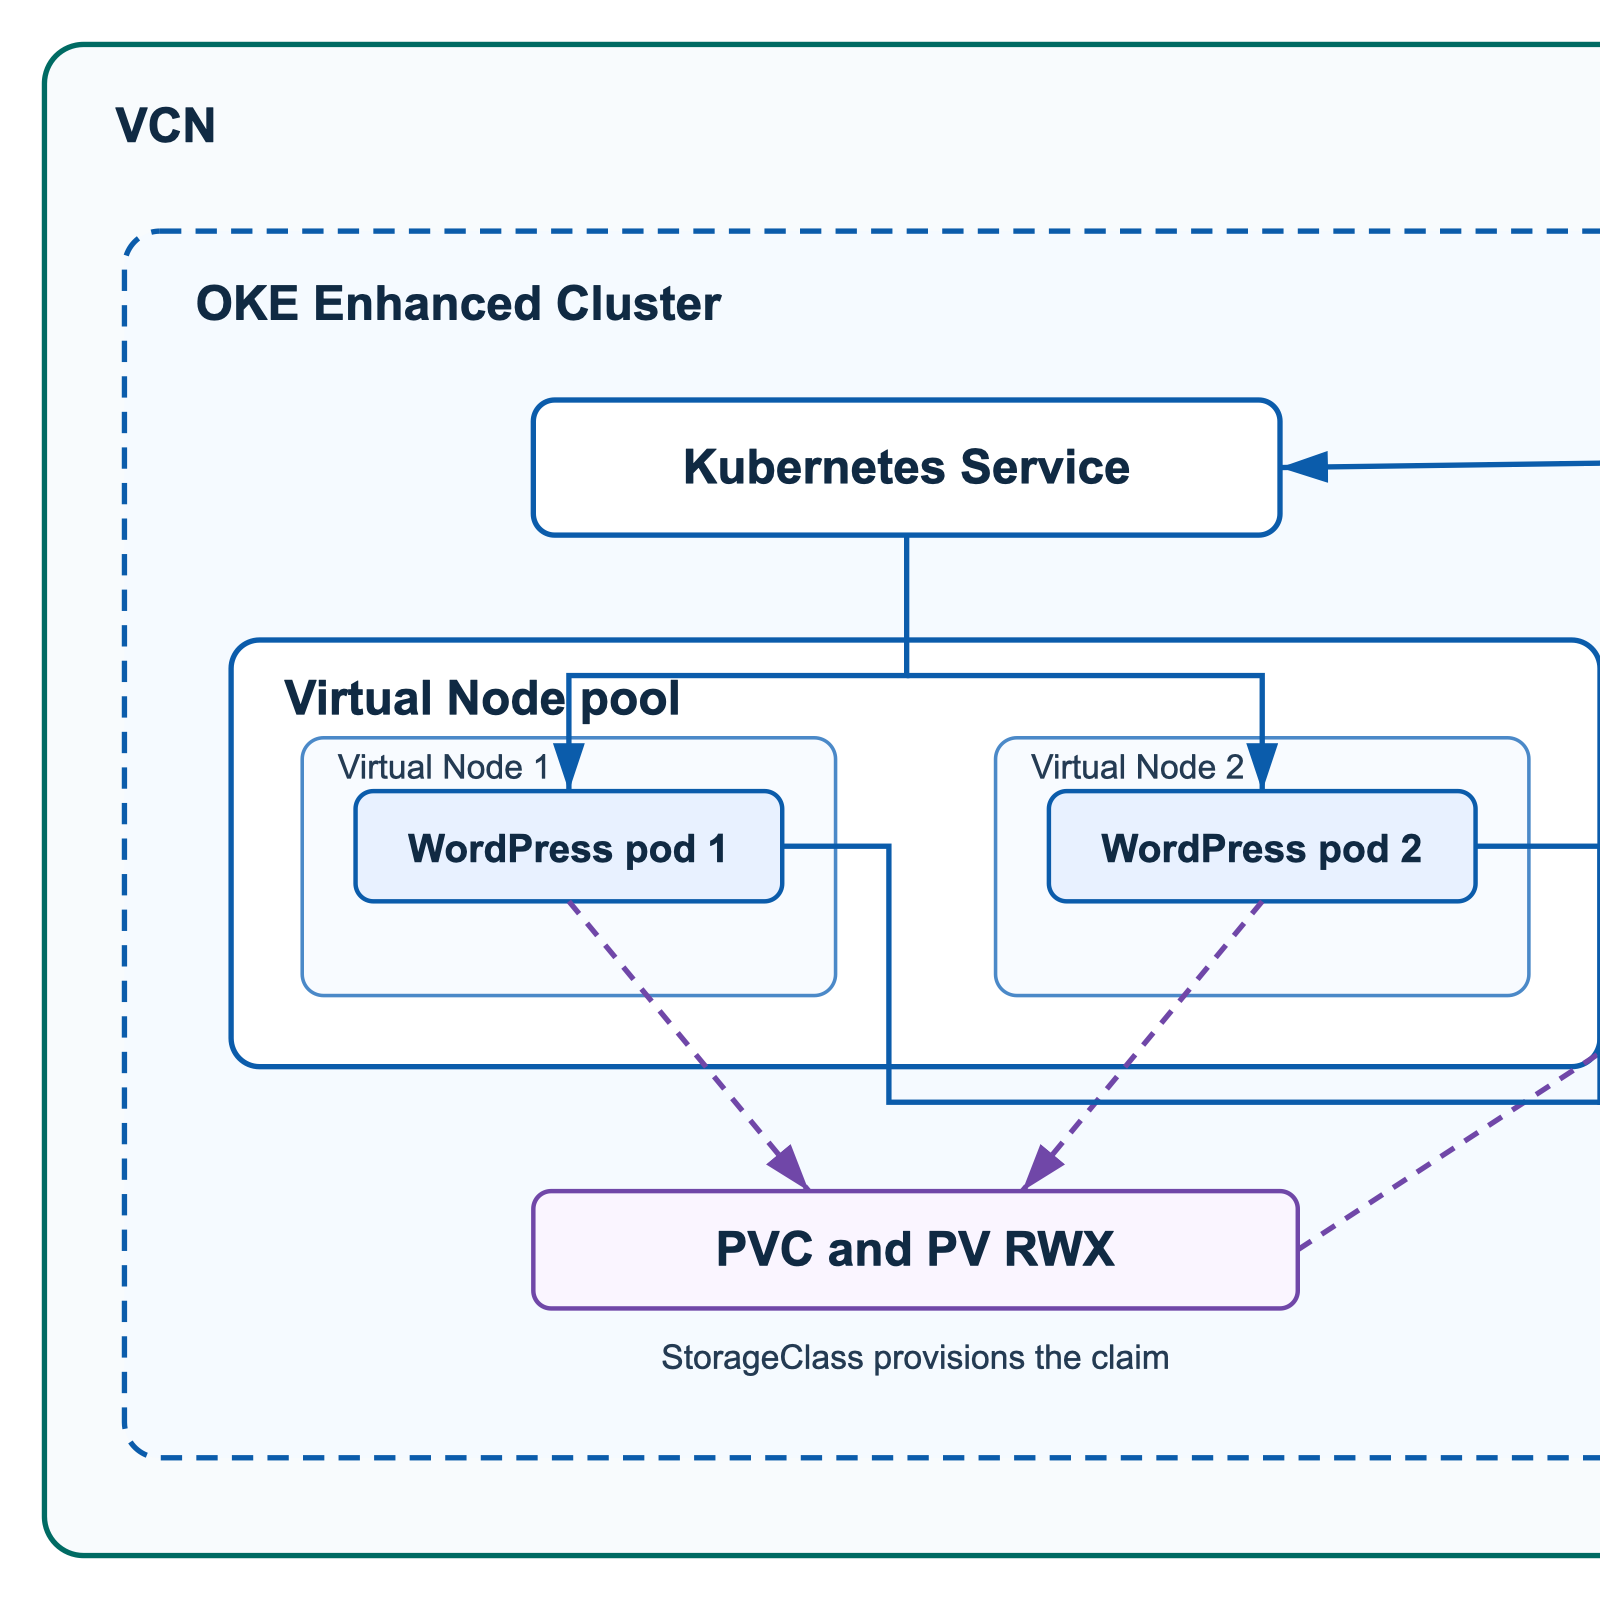 VCN
OKE Enhanced Cluster
Kubernetes Service
Virtual Node pool
Virtual Node 1
Virtual Node 2
WordPress pod 1
WordPress pod 2
PVC and PV RWX
StorageClass provisions the claim